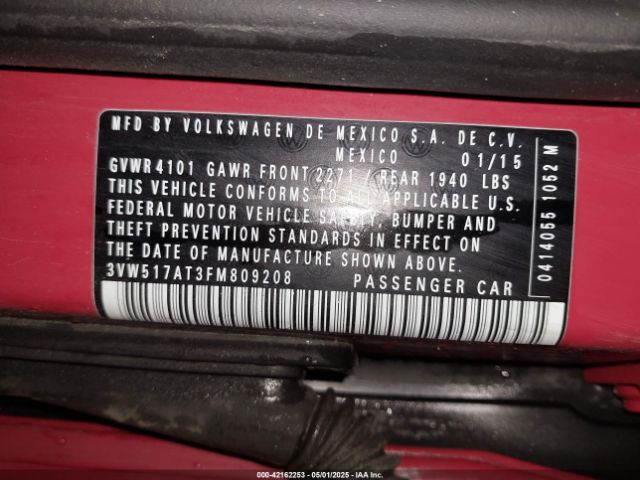 MFD BY VOLKSWAGEN DE MEXICO S.A. DE C.V.
MEXICO 01/15
GVWR 4101 GAWR FRONT 2271 / REAR 1940 LBS
THIS VEHICLE CONFORMS TO ALL APPLICABLE U.S.
FEDERAL MOTOR VEHICLE SAFETY, BUMPER AND
THEFT PREVENTION STANDARDS IN EFFECT ON
THE DATE OF MANUFACTURE SHOWN ABOVE.
3VW517AT3FM809208 PASSENGER CAR
0414055 1052 M
000-42162253 - 05/01/2025 - IAAI Inc.